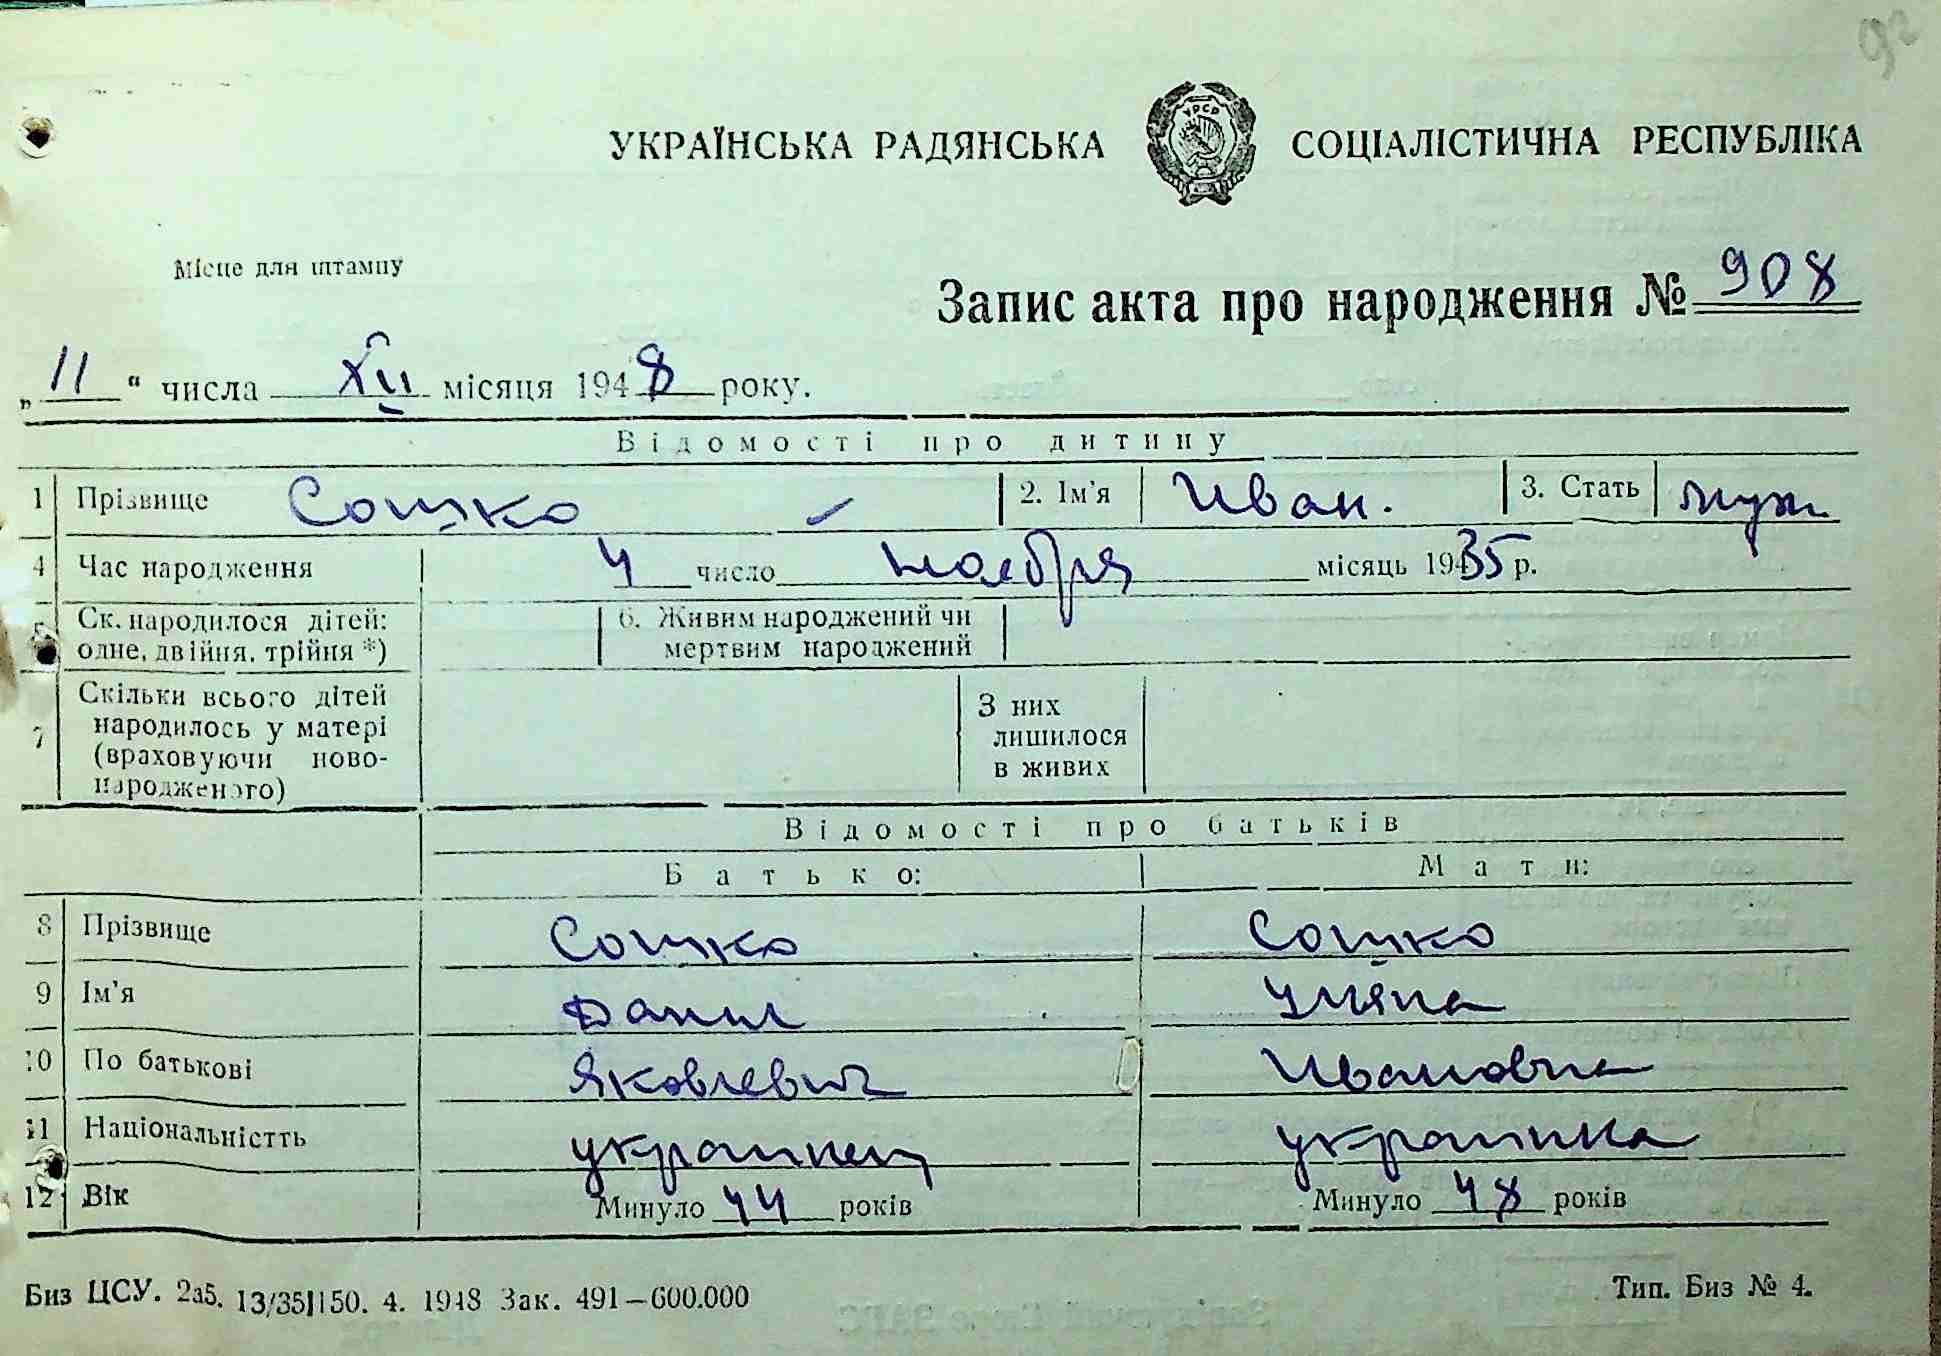 92
УКРАЇНСЬКА РАДЯНСЬКА СОЦІАЛІСТИЧНА РЕСПУБЛІКА
УРСР
Місце для штампу
Запис акта про народження № 908
„ 11 “ числа XII місяця 1948 року.
Відомості про дитину
1 Прізвище Сошко 2. Ім'я Иван. 3. Стать муж
4 Час народження 4 число ноября місяць 1935 р.
5 Ск. народилося дітей: одне, двійня, трійня *) 6. Живим народжений чи мертвим народжений
7 Скільки всього дітей народилось у матері (враховуючи новонародженого) З них лишилося в живих
Відомості про батьків
Батько: Мати:
8 Прізвище Сошко Сошко
9 Ім'я Данил Уляна
10 По батькові Яковлевич Ивановна
11 Національністть украинец украинка
12 Вік Минуло 44 років Минуло 48 років
Биз ЦСУ. 2а5. 13/35]150. 4. 1948 Зак. 491—600.000 Тип. Биз № 4.